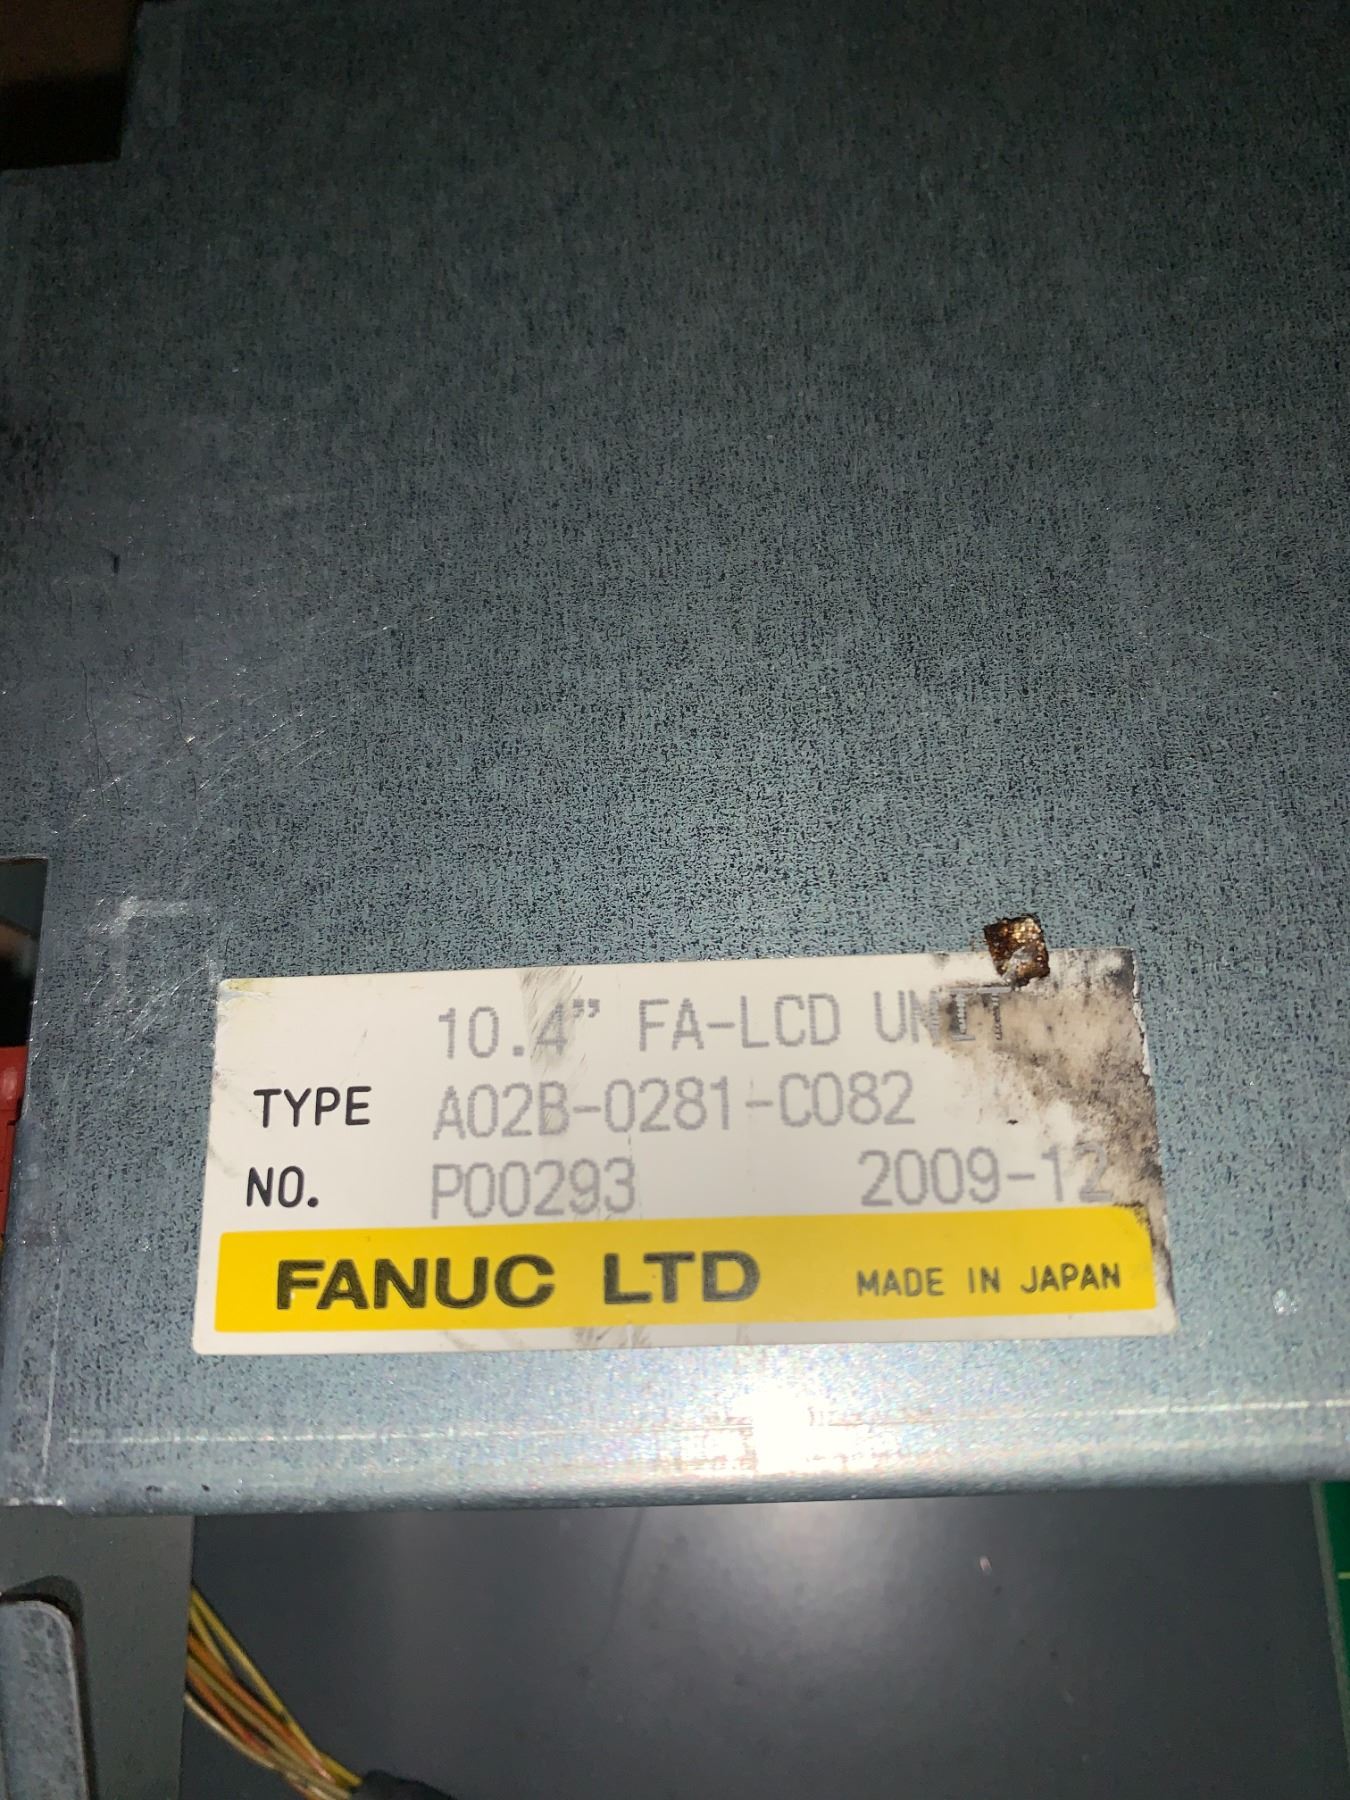 10.4” FA-LCD UNIT
TYPE A02B-0281-C082
NO. P00293 2009-12
FANUC LTD MADE IN JAPAN